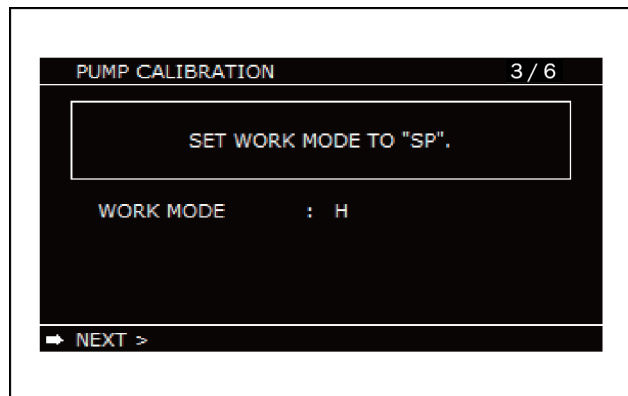 PUMP CALIBRATION 3/6
SET WORK MODE TO "SP".
WORK MODE : H
➡ NEXT >